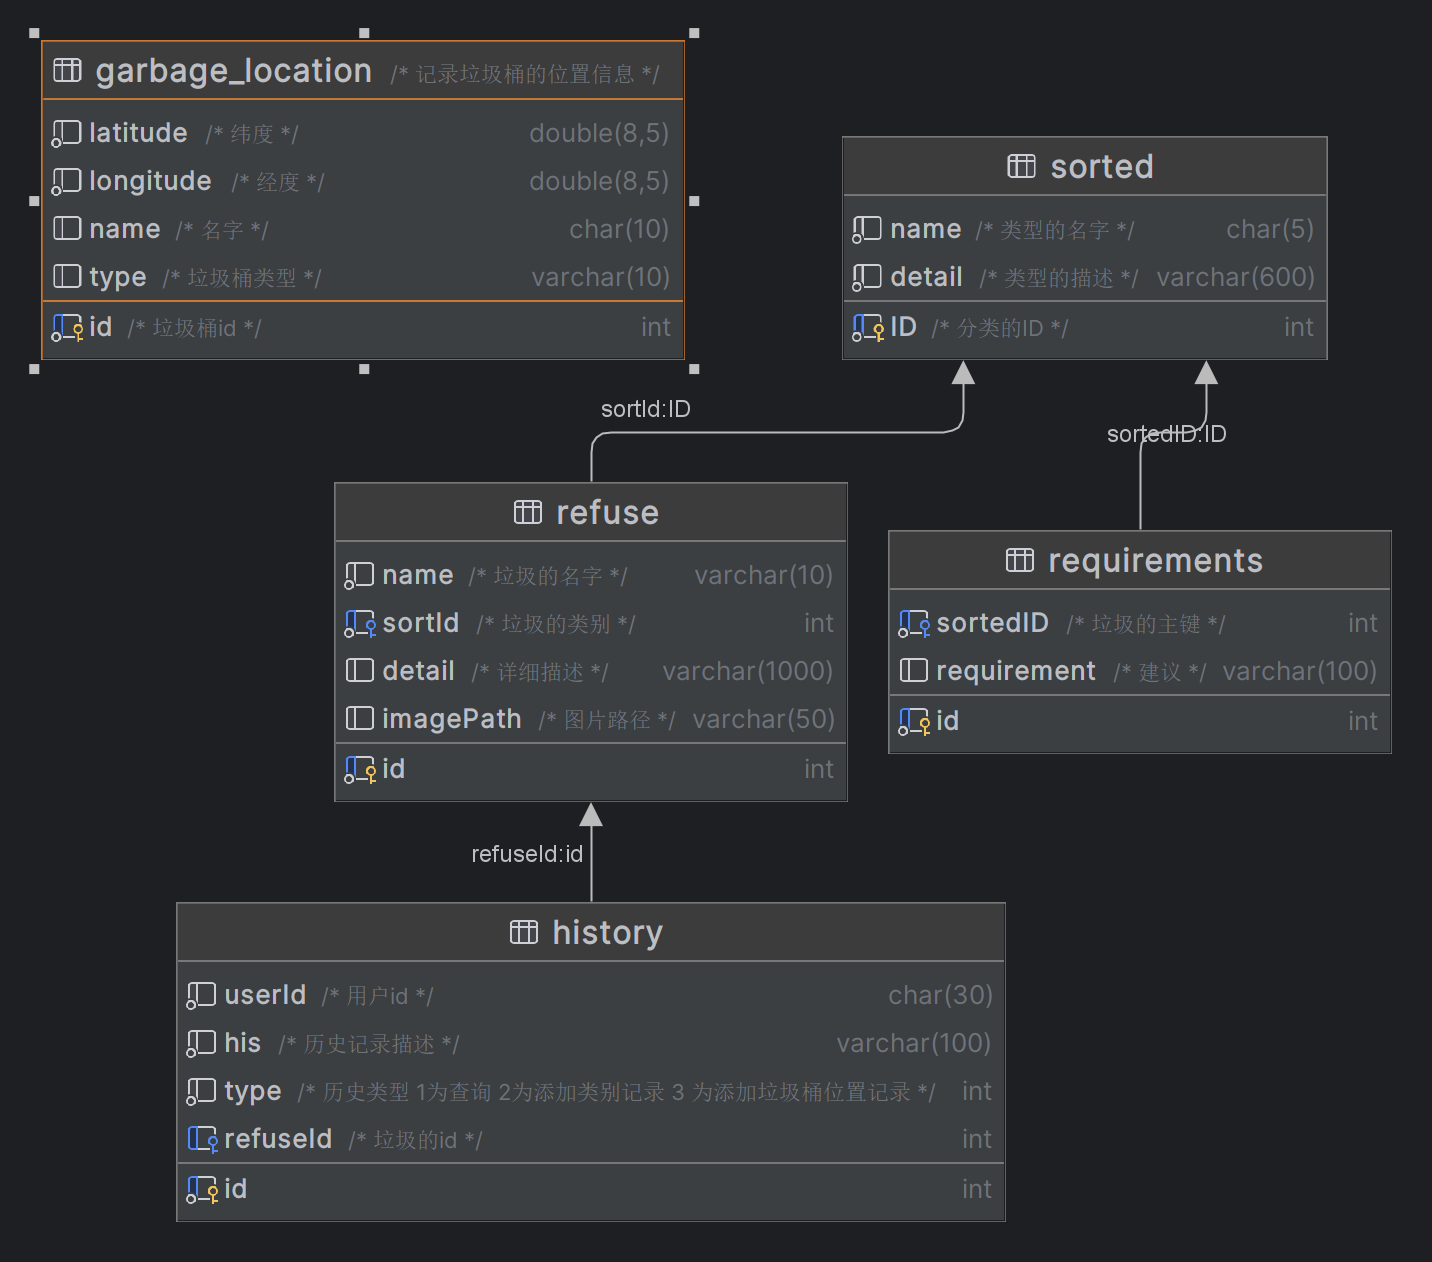 garbage_location /* 记录垃圾桶的位置信息 */
latitude /* 纬度 */ double(8,5)
longitude /* 经度 */ double(8,5)
name /* 名字 */ char(10)
type /* 垃圾桶类型 */ varchar(10)
id /* 垃圾桶id */ int
sorted
name /* 类型的名字 */ char(5)
detail /* 类型的描述 */ varchar(600)
ID /* 分类的ID */ int
sortId:ID
sortedID:ID
refuse
name /* 垃圾的名字 */ varchar(10)
sortId /* 垃圾的类别 */ int
detail /* 详细描述 */ varchar(1000)
imagePath /* 图片路径 */ varchar(50)
id int
requirements
sortedID /* 垃圾的主键 */ int
requirement /* 建议 */ varchar(100)
id int
refuseId:id
history
userId /* 用户id */ char(30)
his /* 历史记录描述 */ varchar(100)
type /* 历史类型 1为查询 2为添加类别记录 3 为添加垃圾桶位置记录 */ int
refuseId /* 垃圾的id */ int
id int